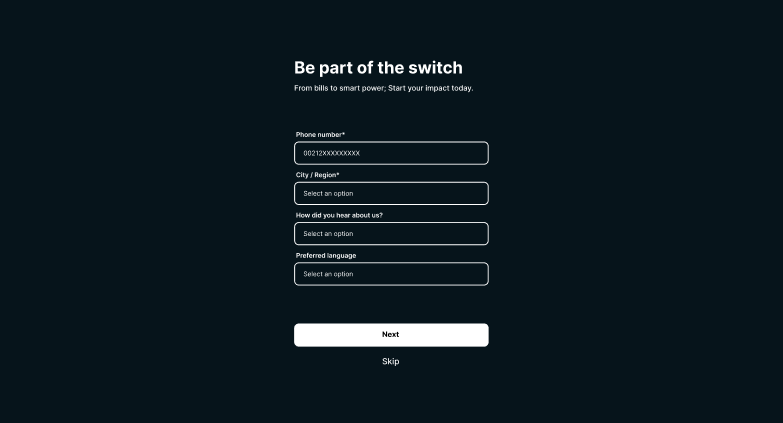 Be part of the switch
From bills to smart power; Start your impact today.
Phone number*
00212XXXXXXXXX
City / Region*
Select an option
How did you hear about us?
Select an option
Preferred language
Select an option
Next
Skip